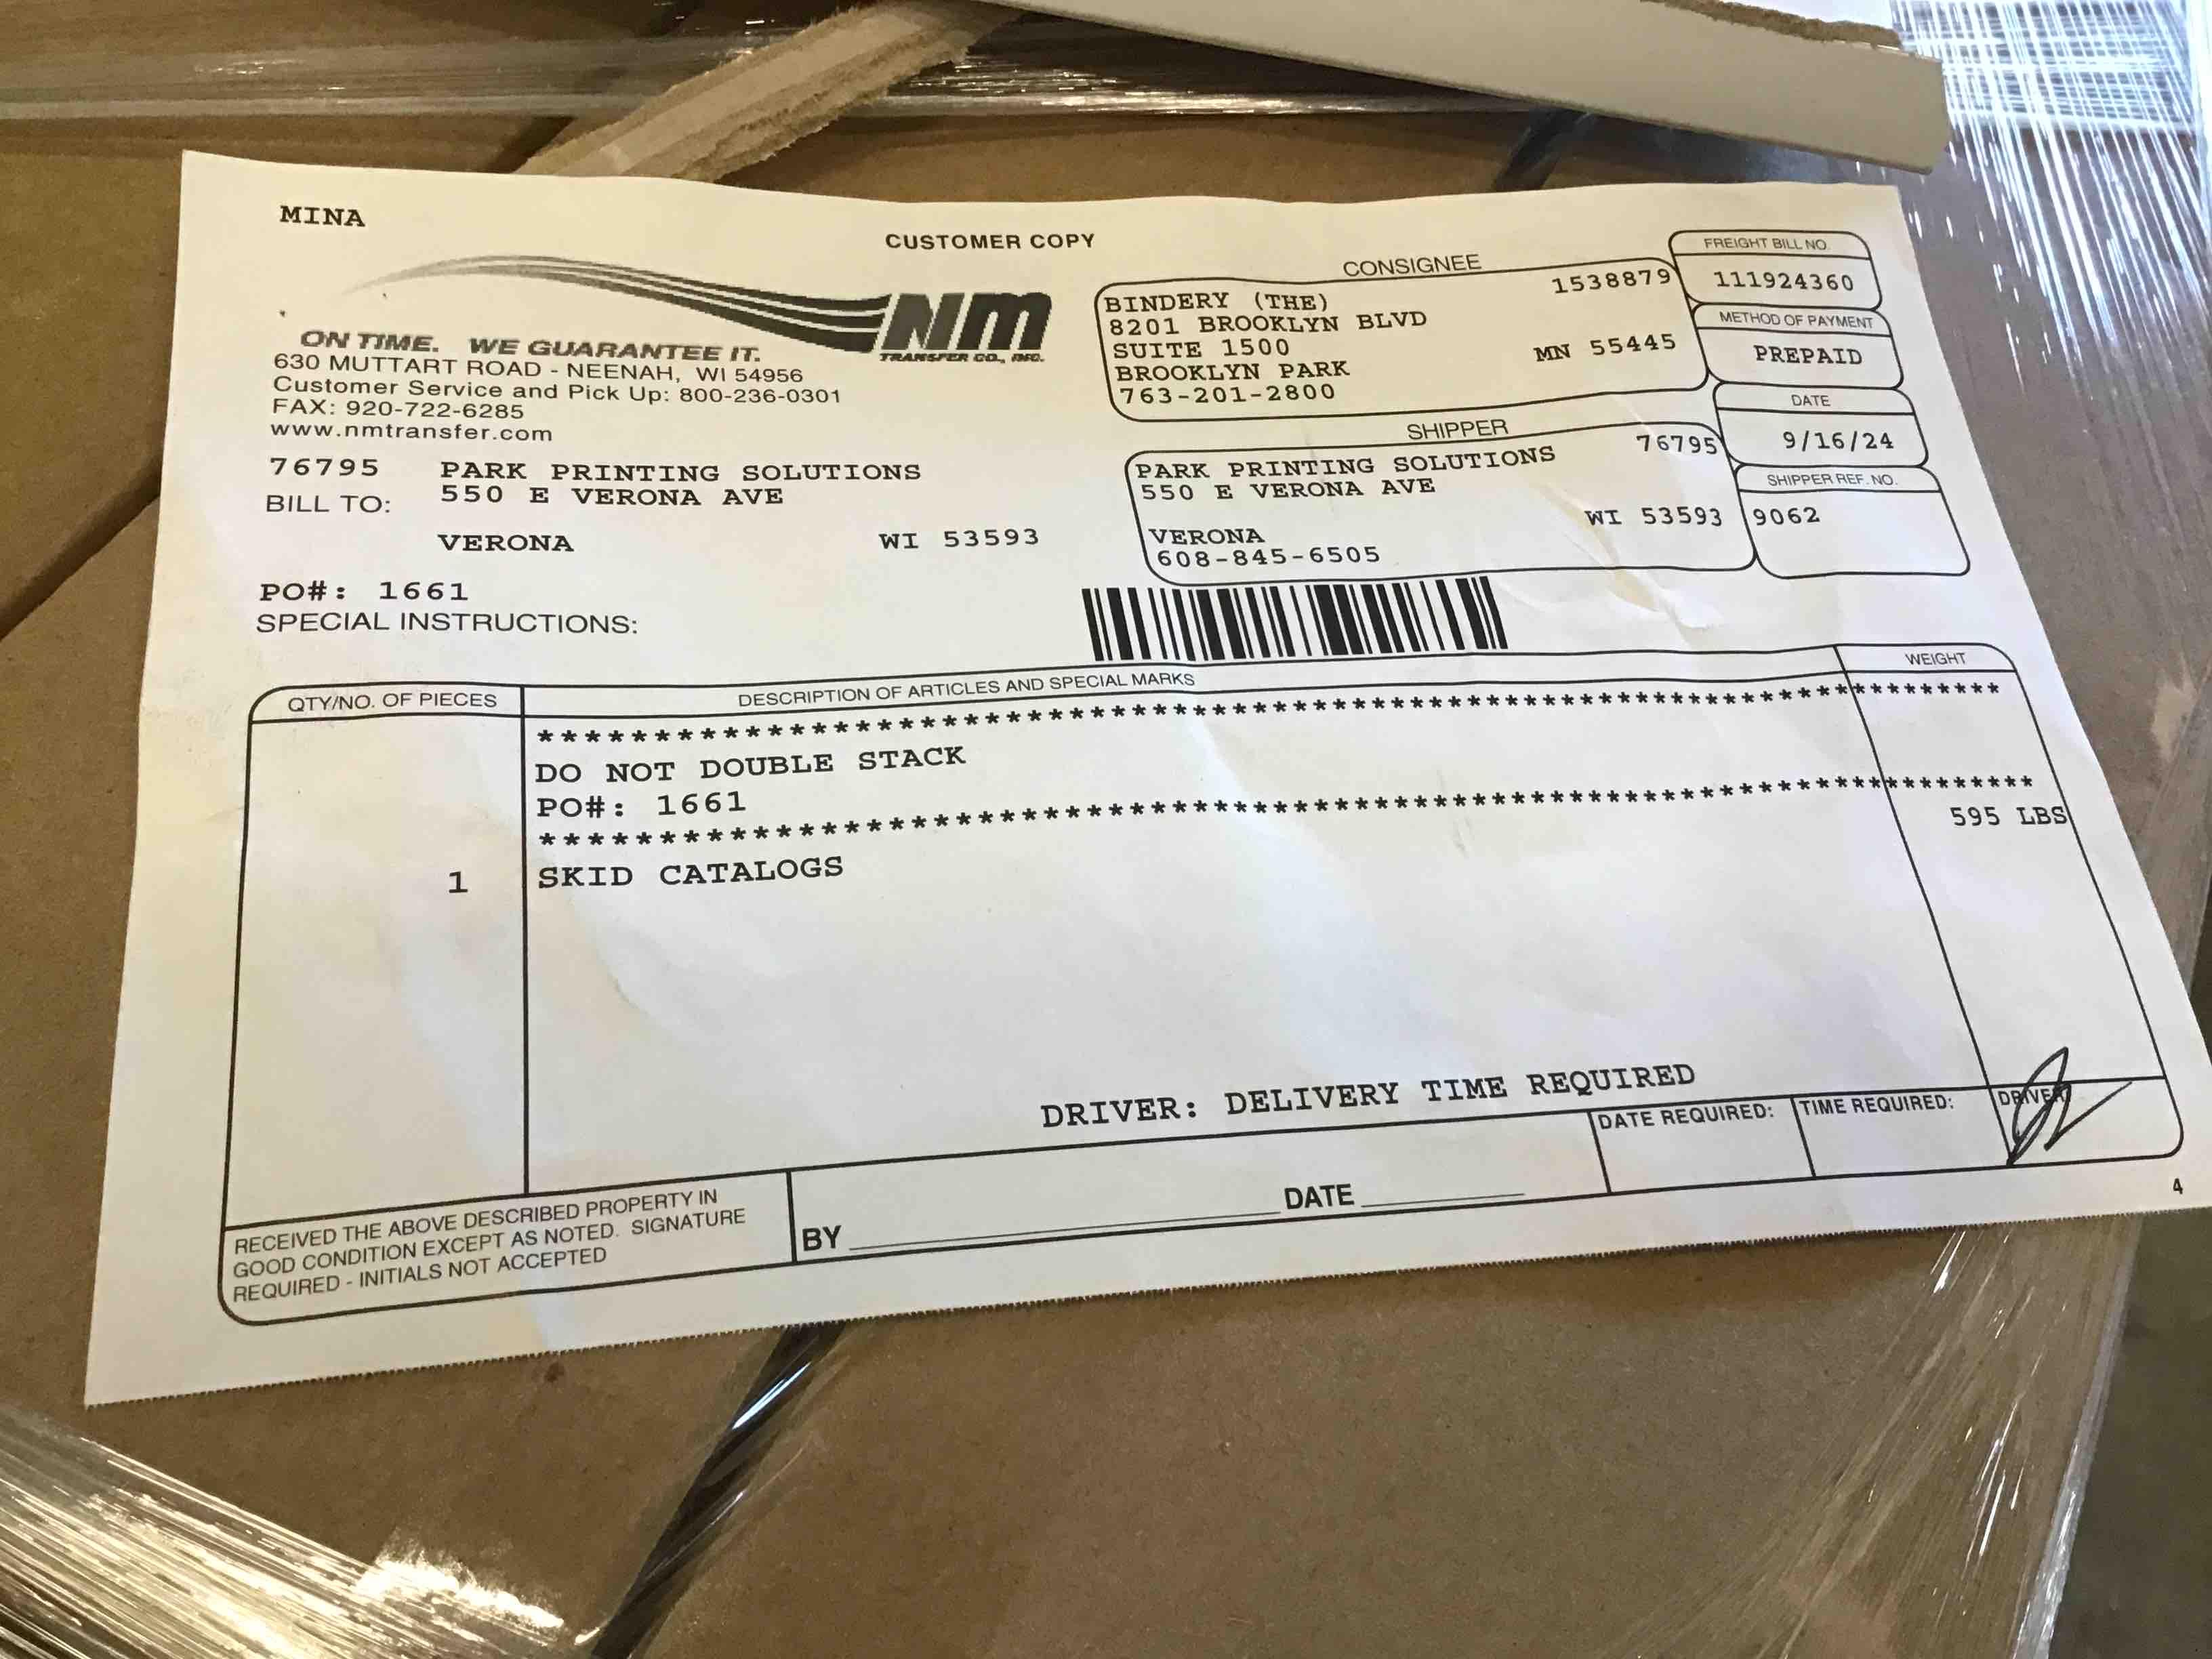 MINA
CUSTOMER COPY
NM
TRANSFER CO., INC.
ON TIME. WE GUARANTEE IT.
630 MUTTART ROAD - NEENAH, WI 54956
Customer Service and Pick Up: 800-236-0301
FAX: 920-722-6285
www.nmtransfer.com
76795 PARK PRINTING SOLUTIONS
BILL TO: 550 E VERONA AVE
VERONA WI 53593
PO#: 1661
SPECIAL INSTRUCTIONS:
CONSIGNEE
BINDERY (THE) 1538879
8201 BROOKLYN BLVD
SUITE 1500
BROOKLYN PARK MN 55445
763-201-2800
SHIPPER
PARK PRINTING SOLUTIONS 76795
550 E VERONA AVE
VERONA WI 53593
608-845-6505
FREIGHT BILL NO.
111924360
METHOD OF PAYMENT
PREPAID
DATE
9/16/24
SHIPPER REF. NO.
9062
QTY/NO. OF PIECES DESCRIPTION OF ARTICLES AND SPECIAL MARKS WEIGHT
DO NOT DOUBLE STACK
PO#: 1661
1 SKID CATALOGS 595 LBS
DRIVER: DELIVERY TIME REQUIRED
RECEIVED THE ABOVE DESCRIBED PROPERTY IN
GOOD CONDITION EXCEPT AS NOTED. SIGNATURE
REQUIRED - INITIALS NOT ACCEPTED
BY DATE
DATE REQUIRED: TIME REQUIRED: DRIVER
4